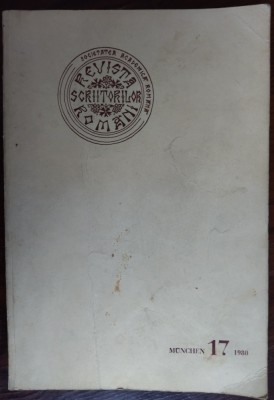 SOCIETATEA ACADEMICĂ ROMÂNĂ
REVISTA
SCRIITORILOR
ROMÂNI
MÜNCHEN 17 1980